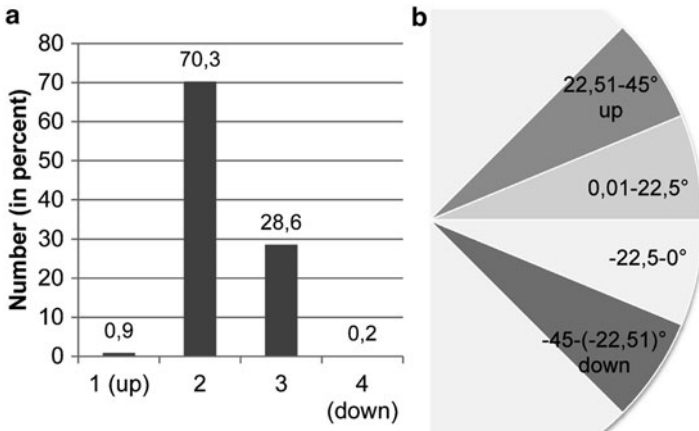 a
80
70
60
50
40
30
20
10
0
Number (in percent)
0,9
70,3
28,6
0,2
1 (up)
2
3
4
(down)
b
22,51-45°
up
0,01-22,5°
-22,5-0°
-45-(-22,51)°
down